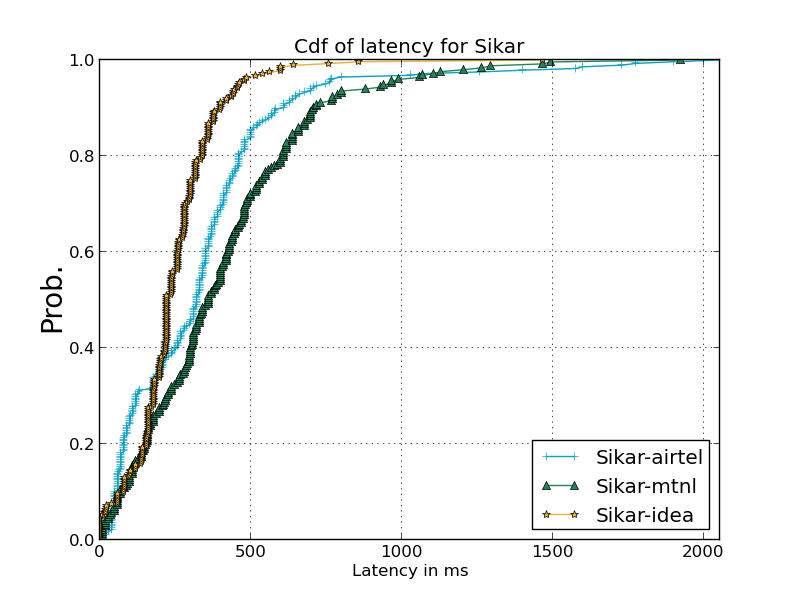 Cdf of latency for Sikar
1.0
0.8
0.6
0.4
0.2
0.0
Prob.
0
500
1000
1500
2000
Latency in ms
Sikar-airtel
Sikar-mtnl
Sikar-idea